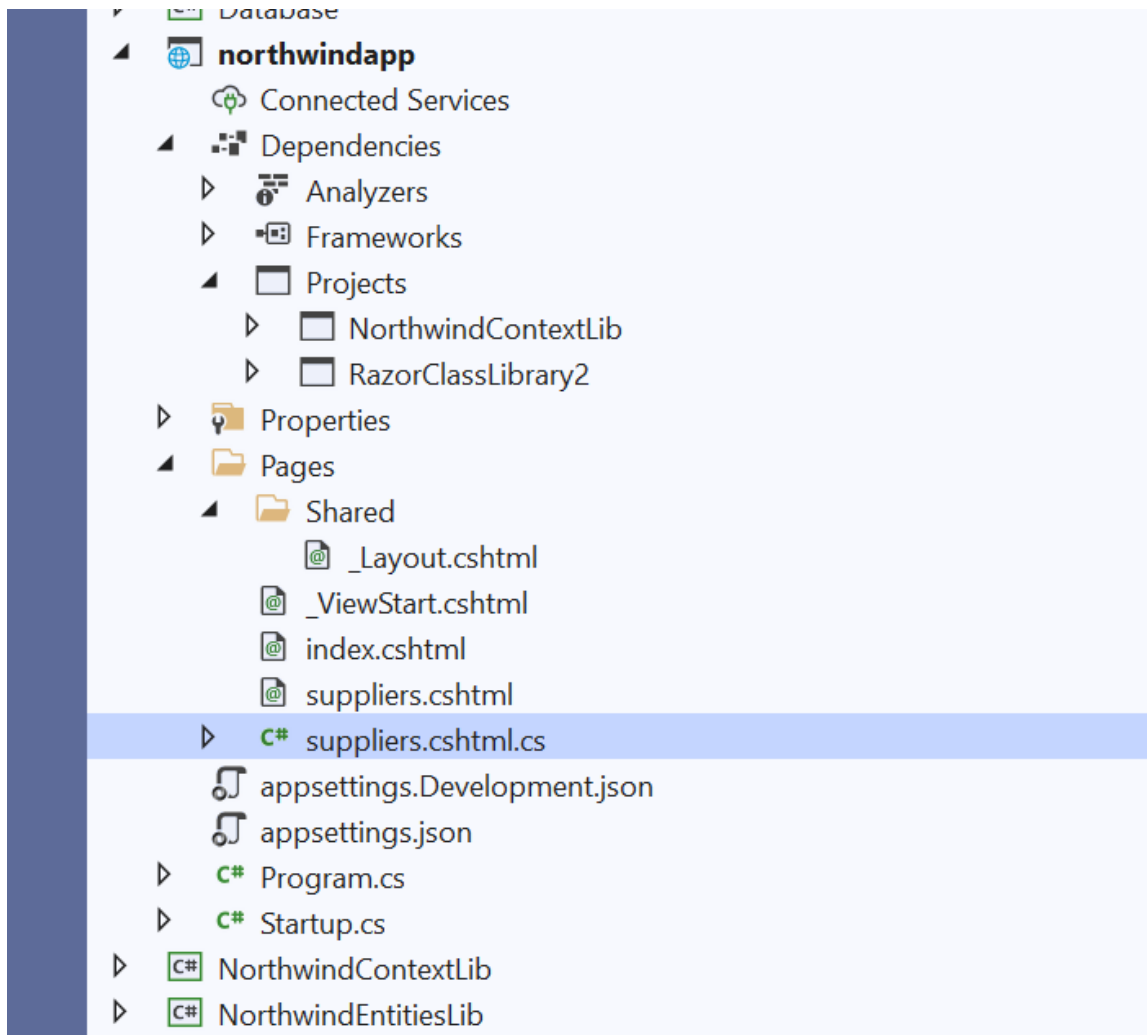 Database
northwindapp
Connected Services
Dependencies
Analyzers
Frameworks
Projects
NorthwindContextLib
RazorClassLibrary2
Properties
Pages
Shared
@ _Layout.cshtml
@ _ViewStart.cshtml
@ index.cshtml
@ suppliers.cshtml
C# suppliers.cshtml.cs
appsettings.Development.json
appsettings.json
C# Program.cs
C# Startup.cs
C# NorthwindContextLib
C# NorthwindEntitiesLib